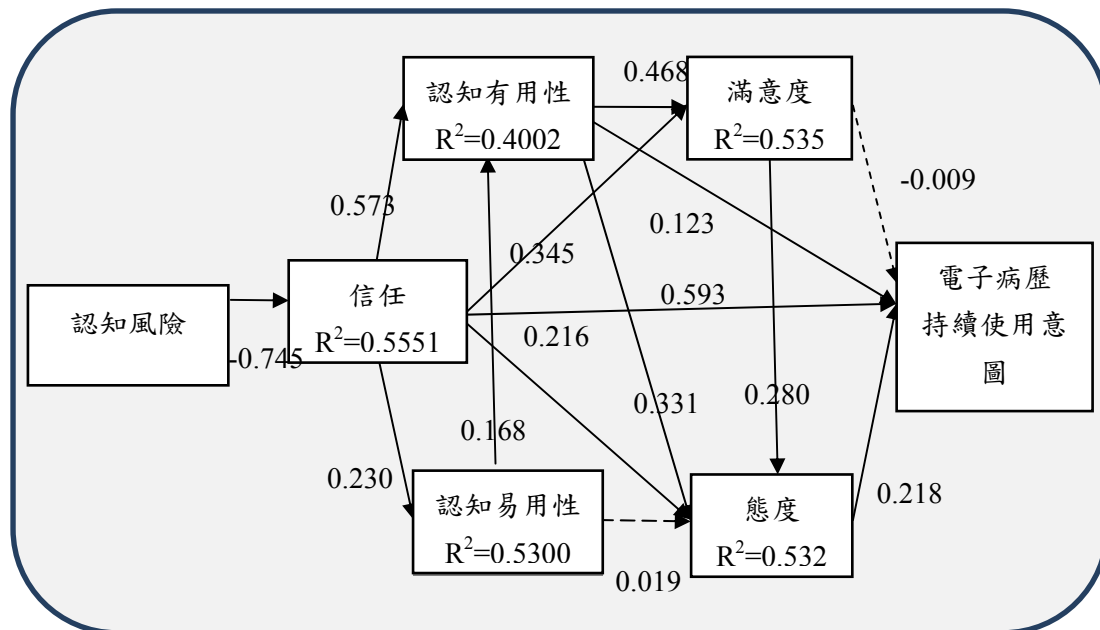 認知有用性
R²=0.4002
0.468
滿意度
R²=0.535
-0.009
0.573
0.345
0.123
電子病歷
持續使用意
圖
認知風險
-0.745
信任
R²=0.5551
0.593
0.216
0.331
0.280
0.168
0.230
認知易用性
R²=0.5300
0.019
態度
R²=0.532
0.218